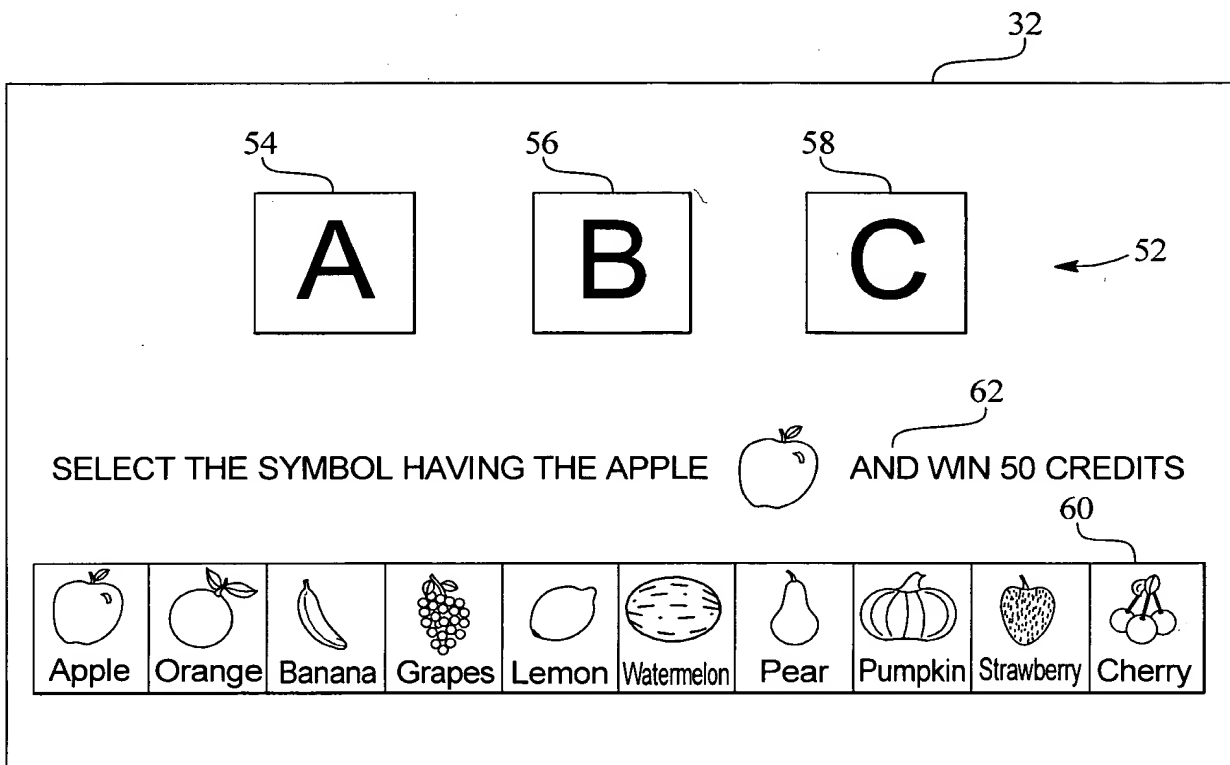 32
54 56 58
A B C
52
62
SELECT THE SYMBOL HAVING THE APPLE AND WIN 50 CREDITS
60
Apple Orange Banana Grapes Lemon Watermelon Pear Pumpkin Strawberry Cherry